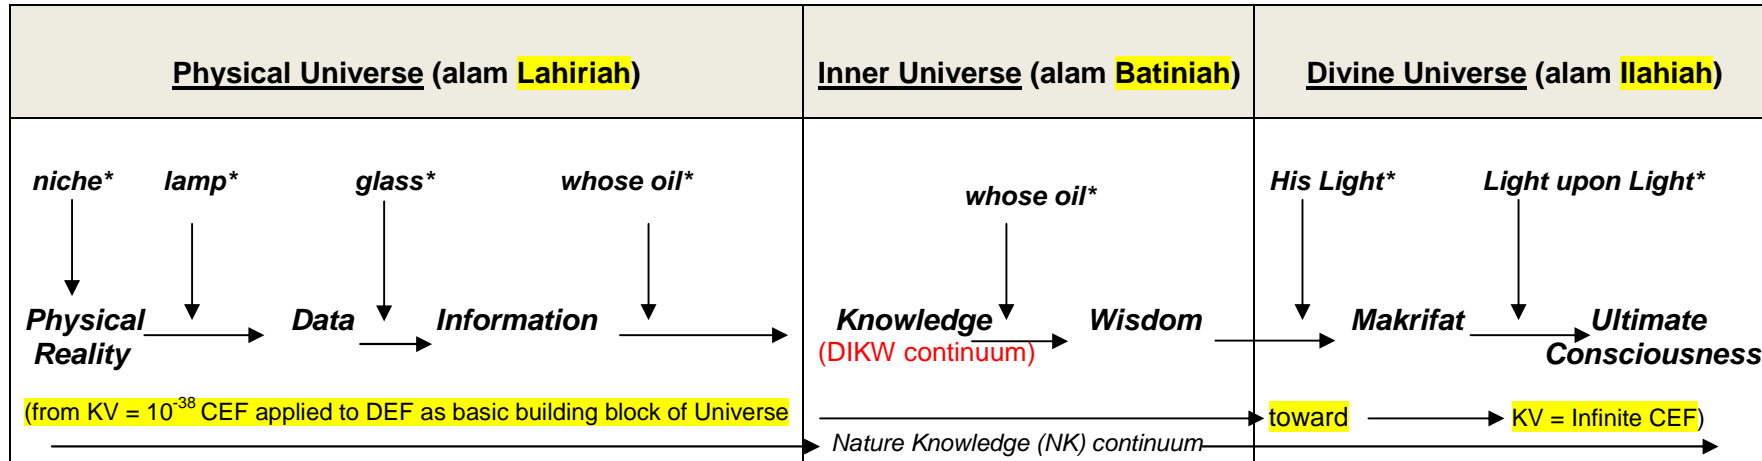 Physical Universe (alam Lahiriah)
Inner Universe (alam Batiniah)
Divine Universe (alam Ilahiah)
niche* lamp* glass* whose oil*
whose oil*
His Light* Light upon Light*
Physical Reality Data Information
Knowledge Wisdom
(DIKW continuum)
Makrifat Ultimate Consciousness
(from KV = 10⁻³⁸ CEF applied to DEF as basic building block of Universe
toward KV = Infinite CEF)
Nature Knowledge (NK) continuum